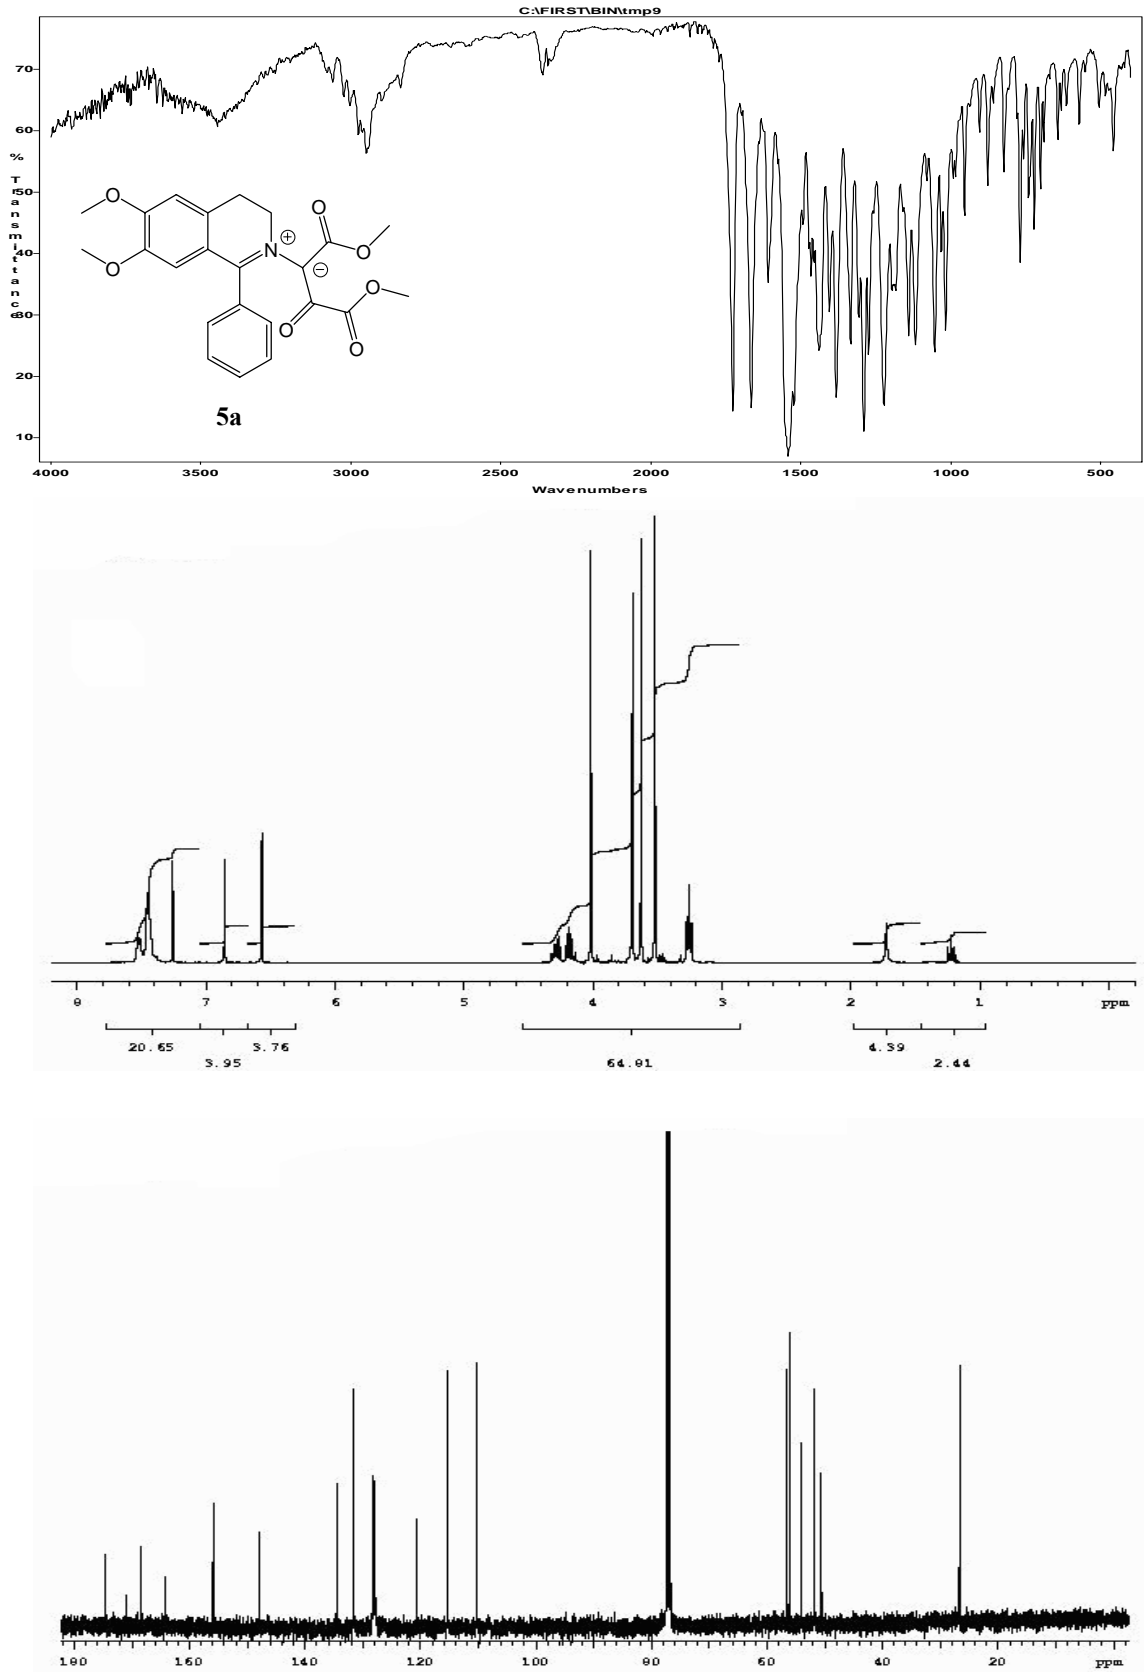 C:\FIRST\BIN\tmp9
70
60
50
40
30
20
10
% Transmittance
O
O
N
+
−
O
O
O
O
O
5a
4000 3500 3000 2500 2000 1500 1000 500
Wavenumbers
8 7 6 5 4 3 2 1 ppm
20.65 3.76 64.81 4.39
3.95 2.44
180 160 140 120 100 80 60 40 20 ppm